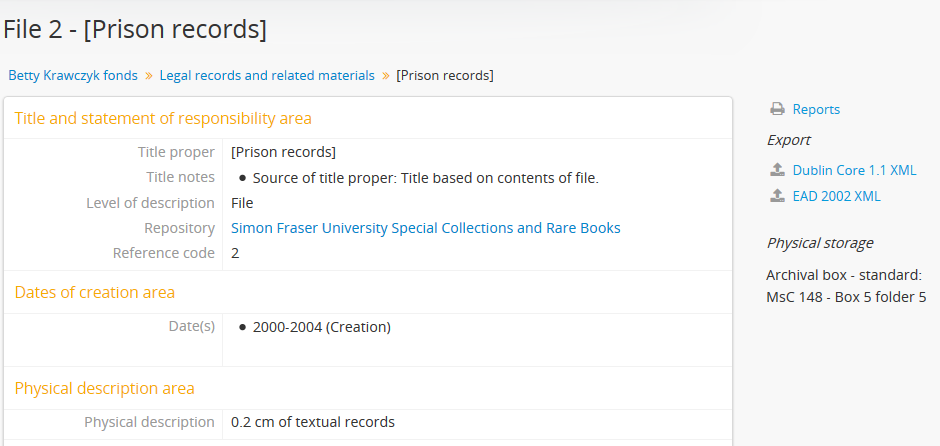 File 2 - [Prison records]
Betty Krawczyk fonds » Legal records and related materials » [Prison records]
Title and statement of responsibility area
Title proper [Prison records]
Title notes • Source of title proper: Title based on contents of file.
Level of description File
Repository Simon Fraser University Special Collections and Rare Books
Reference code 2
Dates of creation area
Date(s) • 2000-2004 (Creation)
Physical description area
Physical description 0.2 cm of textual records
Reports
Export
Dublin Core 1.1 XML
EAD 2002 XML
Physical storage
Archival box - standard:
MsC 148 - Box 5 folder 5